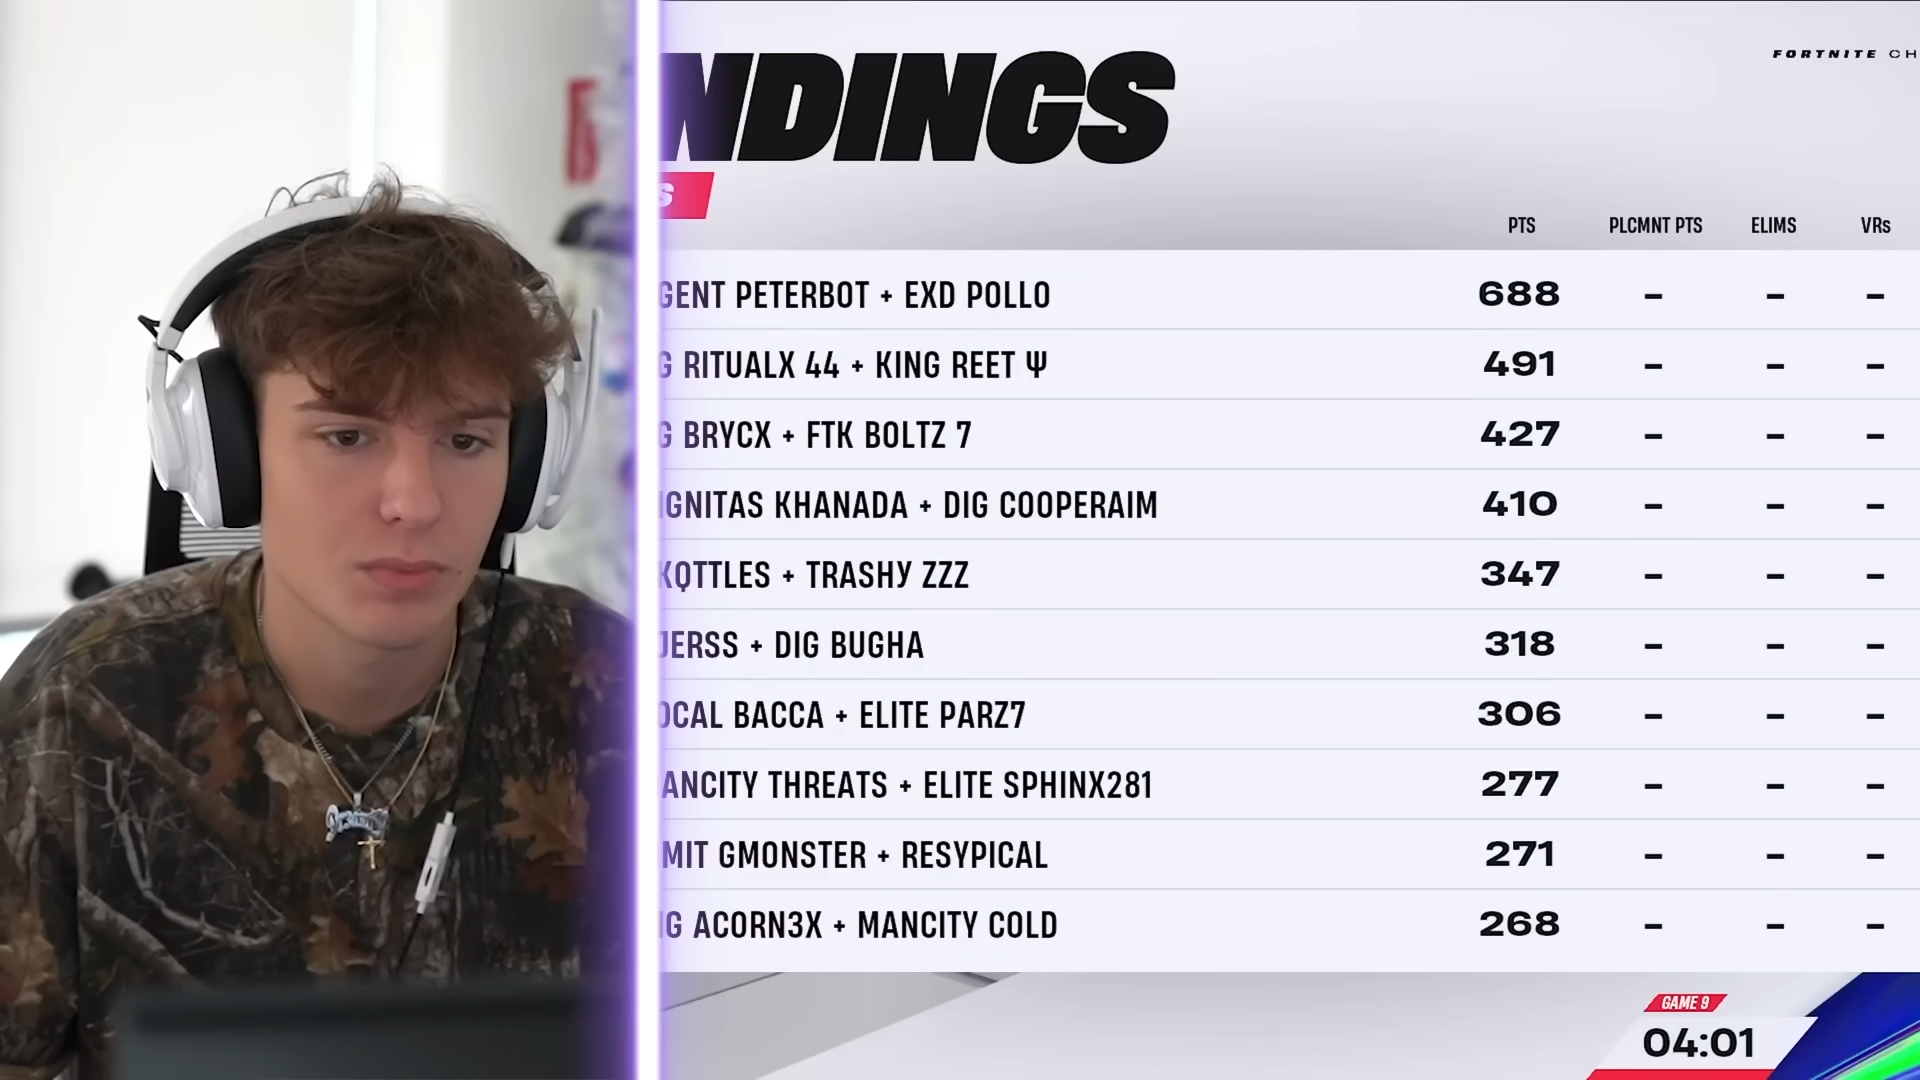 NDINGS
FORTNITE CH
S
PTS PLCMNT PTS ELIMS VRs
GENT PETERBOT + EXD POLLO 688 - - -
G RITUALX 44 + KING REET Ψ 491 - - -
G BRYCX + FTK BOLTZ 7 427 - - -
IGNITAS KHANADA + DIG COOPERAIM 410 - - -
KQTTLES + TRASHY ZZZ 347 - - -
JERSS + DIG BUGHA 318 - - -
OCAL BACCA + ELITE PARZ7 306 - - -
ANCITY THREATS + ELITE SPHINX281 277 - - -
MIT GMONSTER + RESYPICAL 271 - - -
IG ACORN3X + MANCITY COLD 268 - - -
GAME 9
04:01